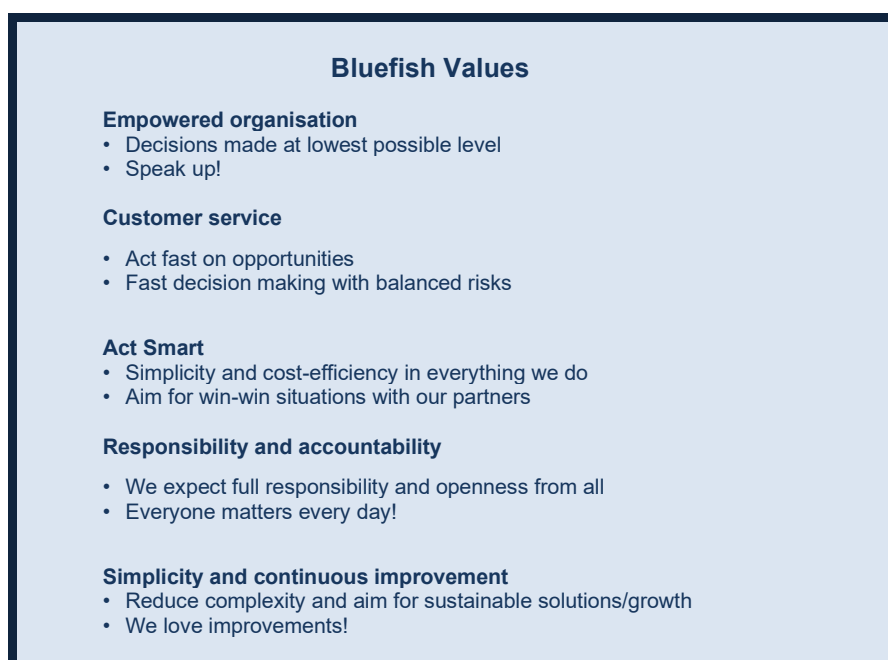 Bluefish Values
Empowered organisation
• Decisions made at lowest possible level
• Speak up!
Customer service
• Act fast on opportunities
• Fast decision making with balanced risks
Act Smart
• Simplicity and cost-efficiency in everything we do
• Aim for win-win situations with our partners
Responsibility and accountability
• We expect full responsibility and openness from all
• Everyone matters every day!
Simplicity and continuous improvement
• Reduce complexity and aim for sustainable solutions/growth
• We love improvements!